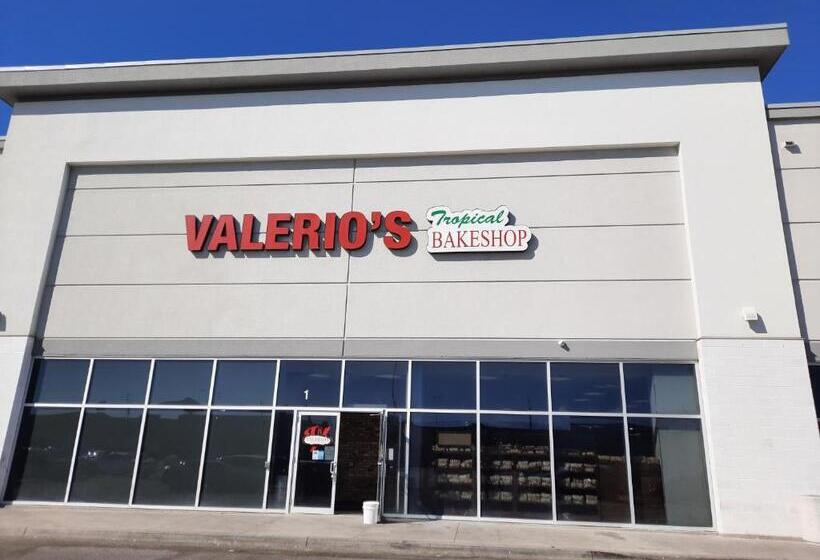 VALERIO'S
Tropical
BAKESHOP
1